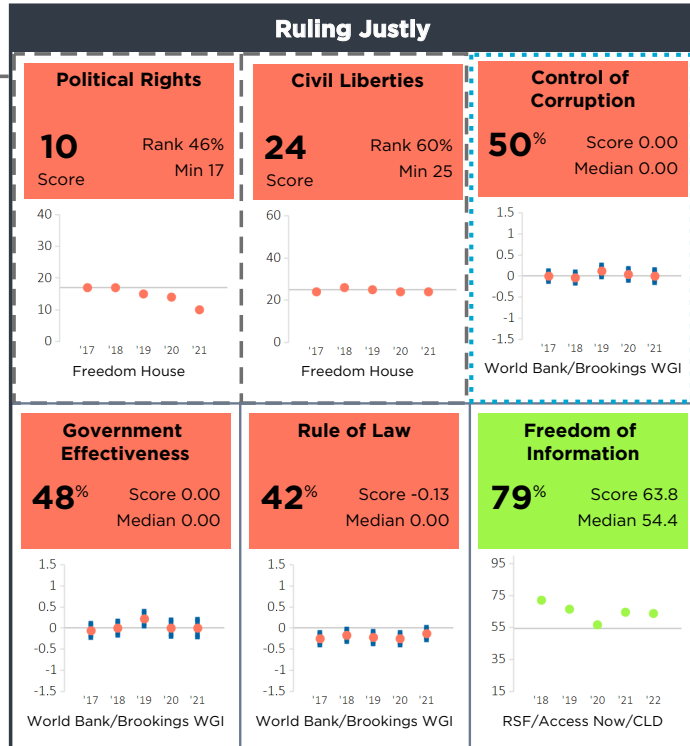 Ruling Justly
Political Rights
10
Score
Rank 46%
Min 17
40
30
20
10
0
'17 '18 '19 '20 '21
Freedom House
Civil Liberties
24
Score
Rank 60%
Min 25
60
40
20
0
'17 '18 '19 '20 '21
Freedom House
Control of
Corruption
50%
Score 0.00
Median 0.00
1.5
1
0.5
0
-0.5
-1
-1.5
'17 '18 '19 '20 '21
World Bank/Brookings WGI
Government
Effectiveness
48%
Score 0.00
Median 0.00
1.5
1
0.5
0
-0.5
-1
-1.5
'17 '18 '19 '20 '21
World Bank/Brookings WGI
Rule of Law
42%
Score -0.13
Median 0.00
1.5
1
0.5
0
-0.5
-1
-1.5
'17 '18 '19 '20 '21
World Bank/Brookings WGI
Freedom of
Information
79%
Score 63.8
Median 54.4
95
75
55
35
15
'18 '19 '20 '21 '22
RSF/Access Now/CLD